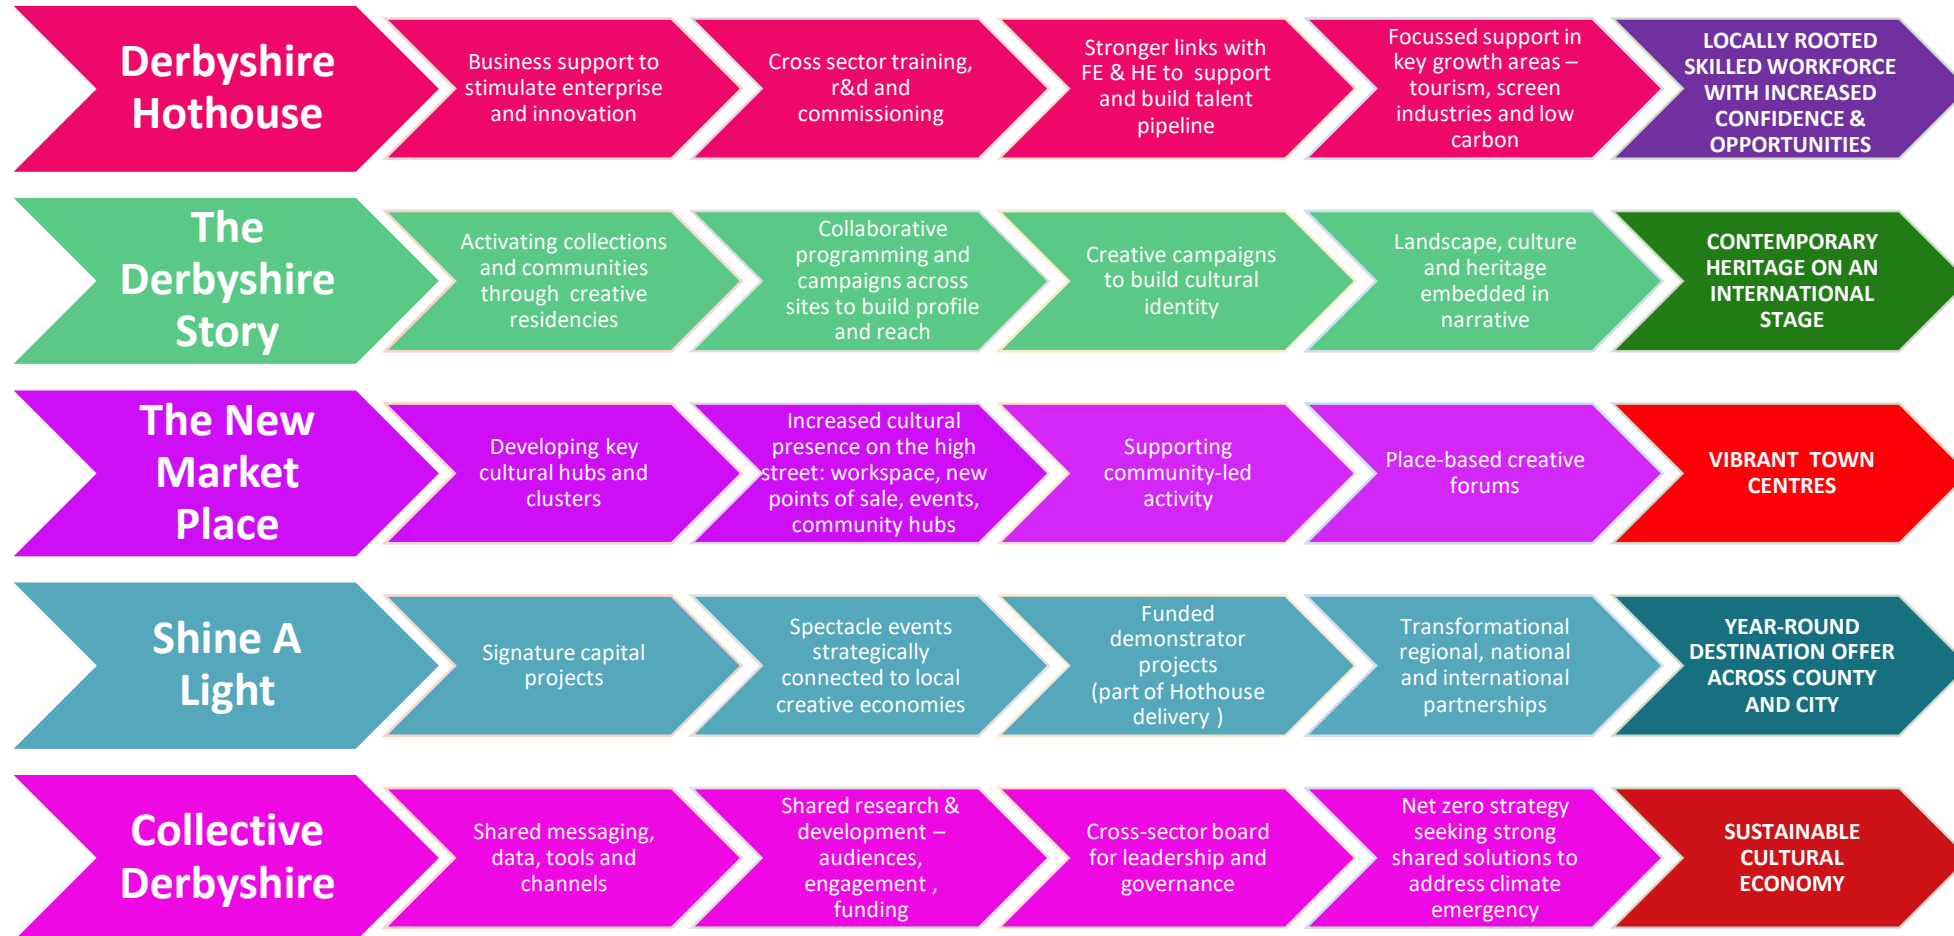 Derbyshire
Hothouse
Business support to
stimulate enterprise
and innovation
Cross sector training,
r&d and
commissioning
Stronger links with
FE & HE to support
and build talent
pipeline
Focussed support in
key growth areas –
tourism, screen
industries and low
carbon
LOCALLY ROOTED
SKILLED WORKFORCE
WITH INCREASED
CONFIDENCE &
OPPORTUNITIES
The
Derbyshire
Story
Activating collections
and communities
through creative
residencies
Collaborative
programming and
campaigns across
sites to build profile
and reach
Creative campaigns
to build cultural
identity
Landscape, culture
and heritage
embedded in
narrative
CONTEMPORARY
HERITAGE ON AN
INTERNATIONAL
STAGE
The New
Market
Place
Developing key
cultural hubs and
clusters
Increased cultural
presence on the high
street: workspace, new
points of sale, events,
community hubs
Supporting
community-led
activity
Place-based creative
forums
VIBRANT TOWN
CENTRES
Shine A
Light
Signature capital
projects
Spectacle events
strategically
connected to local
creative economies
Funded
demonstrator
projects
(part of Hothouse
delivery )
Transformational
regional, national
and international
partnerships
YEAR-ROUND
DESTINATION OFFER
ACROSS COUNTY
AND CITY
Collective
Derbyshire
Shared messaging,
data, tools and
channels
Shared research &
development –
audiences,
engagement ,
funding
Cross-sector board
for leadership and
governance
Net zero strategy
seeking strong
shared solutions to
address climate
emergency
SUSTAINABLE
CULTURAL
ECONOMY